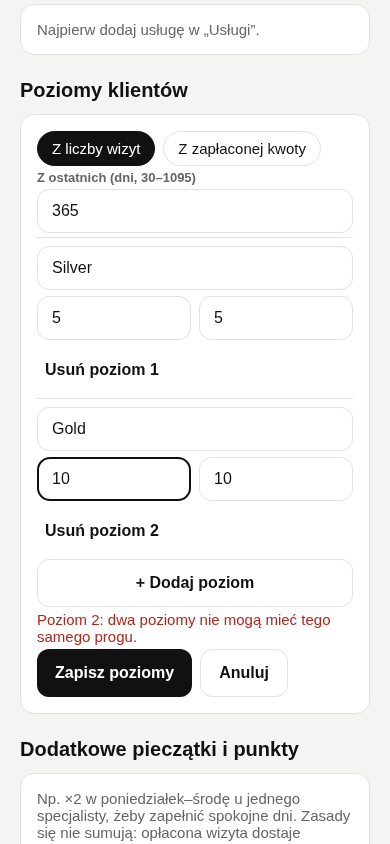 Najpierw dodaj usługę w „Usługi”.
Poziomy klientów
Z liczby wizyt
Z zapłaconej kwoty
Z ostatnich (dni, 30–1095)
365
Silver
5
5
Usuń poziom 1
Gold
10
10
Usuń poziom 2
+ Dodaj poziom
Poziom 2: dwa poziomy nie mogą mieć tego
samego progu.
Zapisz poziomy
Anuluj
Dodatkowe pieczątki i punkty
Np. ×2 w poniedziałek–środę u jednego
specjalisty, żeby zapełnić spokojne dni. Zasady
się nie sumują: opłacona wizyta dostaje